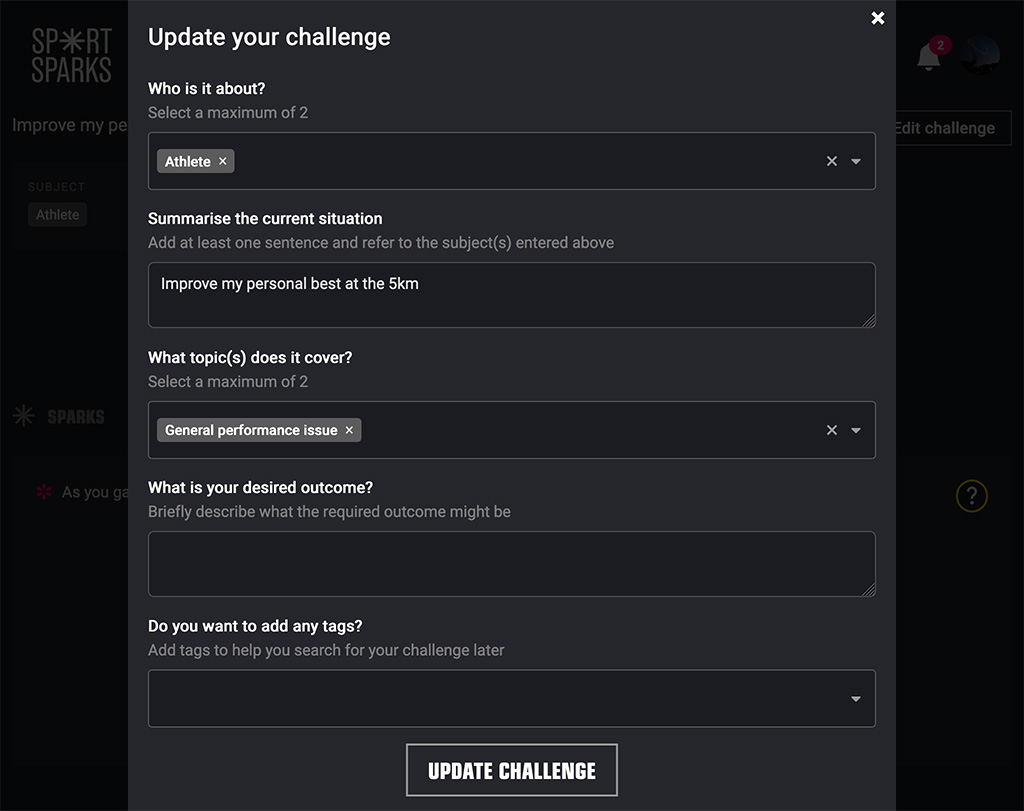 SPORT
SPARKS
Update your challenge
2
Improve my pe
Edit challenge
Who is it about?
Select a maximum of 2
Athlete
SUBJECT
Athlete
Summarise the current situation
Add at least one sentence and refer to the subject(s) entered above
Improve my personal best at the 5km
What topic(s) does it cover?
Select a maximum of 2
General performance issue
SPARKS
What is your desired outcome?
Briefly describe what the required outcome might be
As you ga
?
Do you want to add any tags?
Add tags to help you search for your challenge later
UPDATE CHALLENGE